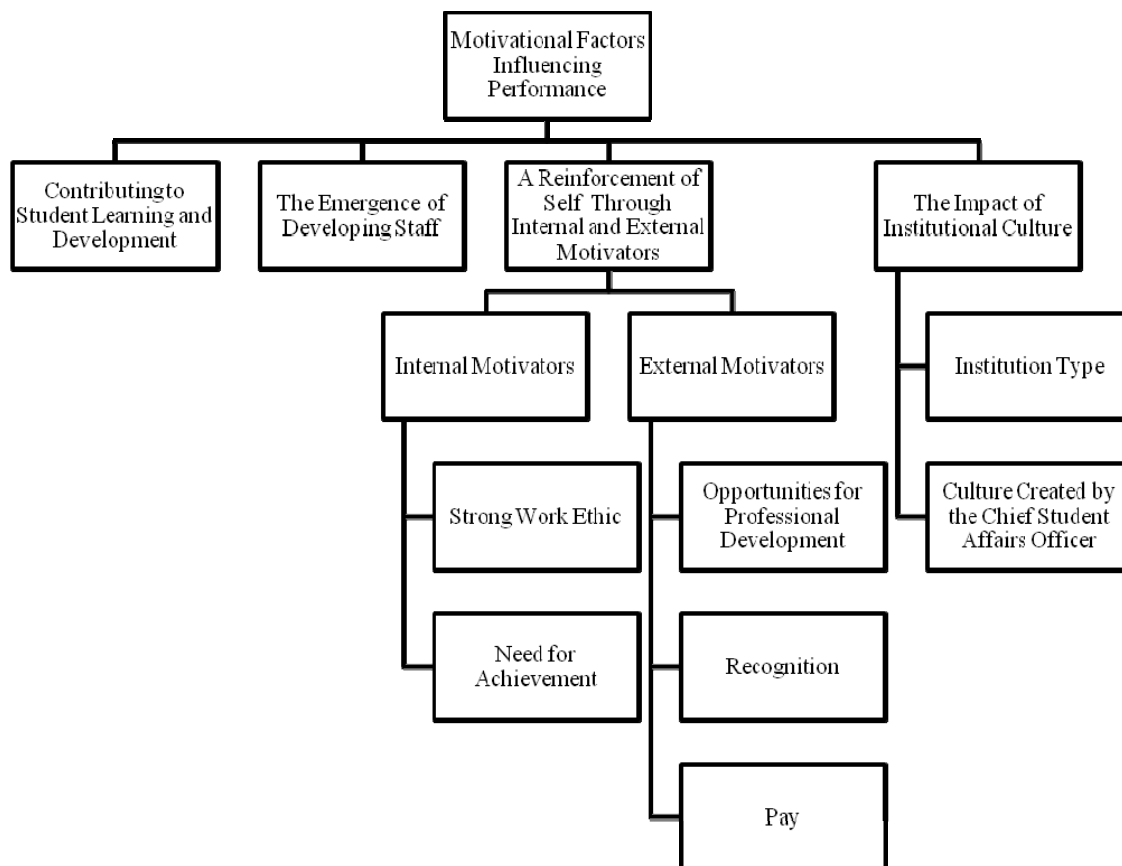 Motivational Factors
Influencing
Performance
Contributing to
Student Learning and
Development
The Emergence of
Developing Staff
A Reinforcement of
Self Through
Internal and External
Motivators
The Impact of
Institutional Culture
Internal Motivators
External Motivators
Institution Type
Strong Work Ethic
Opportunities for
Professional
Development
Culture Created by
the Chief Student
Affairs Officer
Need for
Achievement
Recognition
Pay